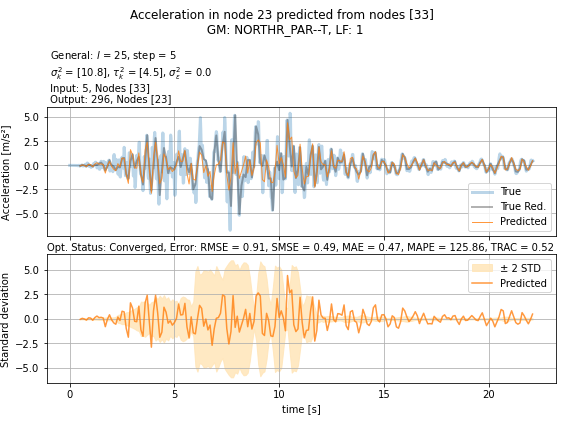 Acceleration in node 23 predicted from nodes [33]
GM: NORTHR_PAR--T, LF: 1
General: l = 25, step = 5
σ²ₖ = [10.8], τ²ₖ = [4.5], σ²ε = 0.0
Input: 5, Nodes [33]
Output: 296, Nodes [23]
Acceleration [m/s²]
5.0
2.5
0.0
−2.5
−5.0
True
True Red.
Predicted
Opt. Status: Converged, Error: RMSE = 0.91, SMSE = 0.49, MAE = 0.47, MAPE = 125.86, TRAC = 0.52
Standard deviation
5.0
2.5
0.0
−2.5
−5.0
± 2 STD
Predicted
0 5 10 15 20
time [s]